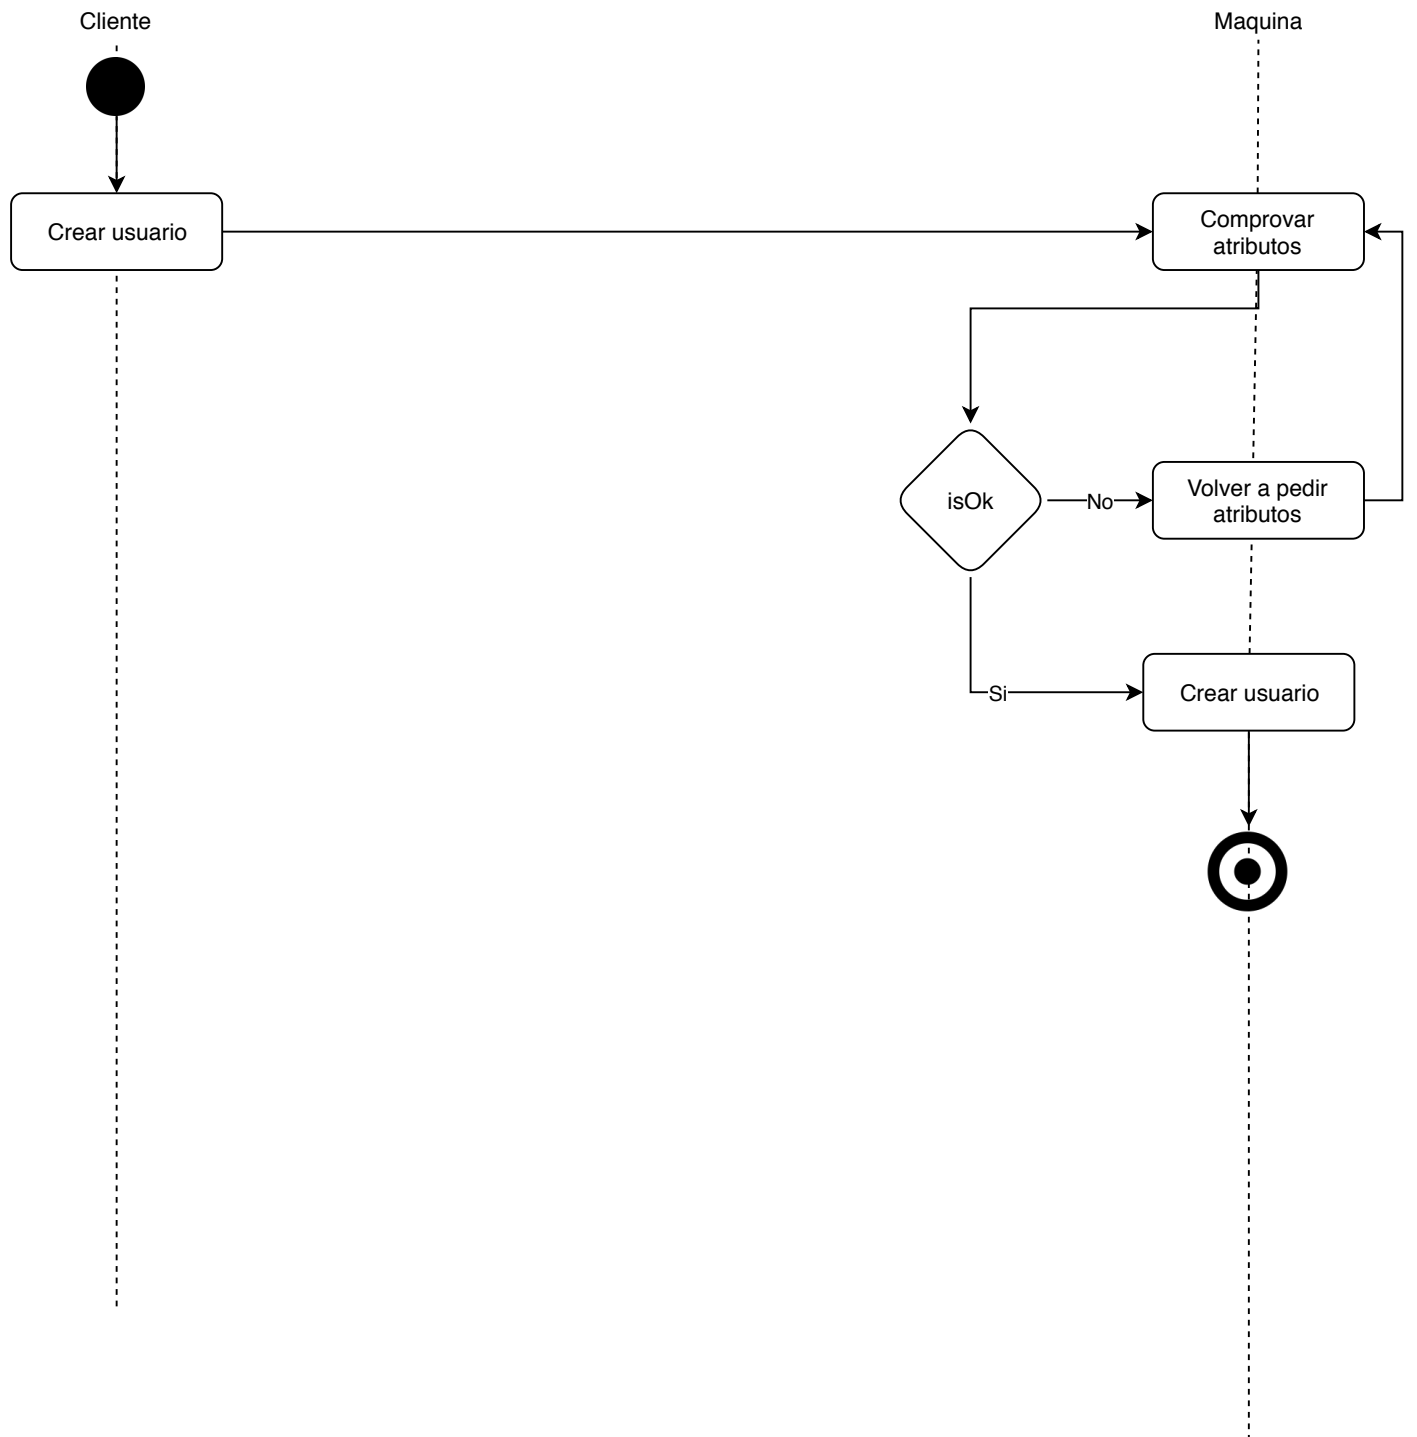 Cliente
Maquina
Crear usuario
Comprovar
atributos
isOk
No
Volver a pedir
atributos
Si
Crear usuario